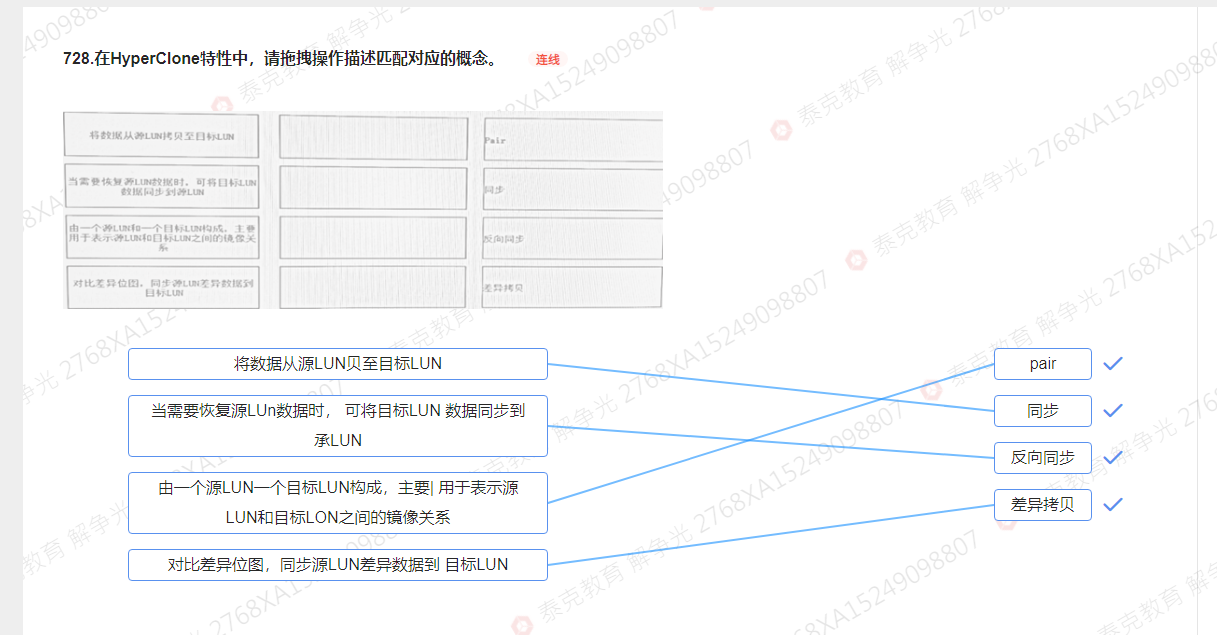 728.在HyperClone特性中，请拖拽操作描述匹配对应的概念。 连线
将数据从源LUN拷贝至目标LUN
Pair
当需要恢复源LUN数据时，可将目标LUN
数据同步到源LUN
同步
由一个源LUN和一个目标LUN构成，主要
用于表示源LUN和目标LUN之间的镜像关
系
反向同步
对比差异位图，同步源LUN差异数据到
目标LUN
差异拷贝
将数据从源LUN贝至目标LUN
pair
当需要恢复源LUn数据时， 可将目标LUN 数据同步到
承LUN
同步
反向同步
由一个源LUN一个目标LUN构成，主要| 用于表示源
LUN和目标LON之间的镜像关系
差异拷贝
对比差异位图，同步源LUN差异数据到 目标LUN
泰克教育 解争光 2768XA15249098807